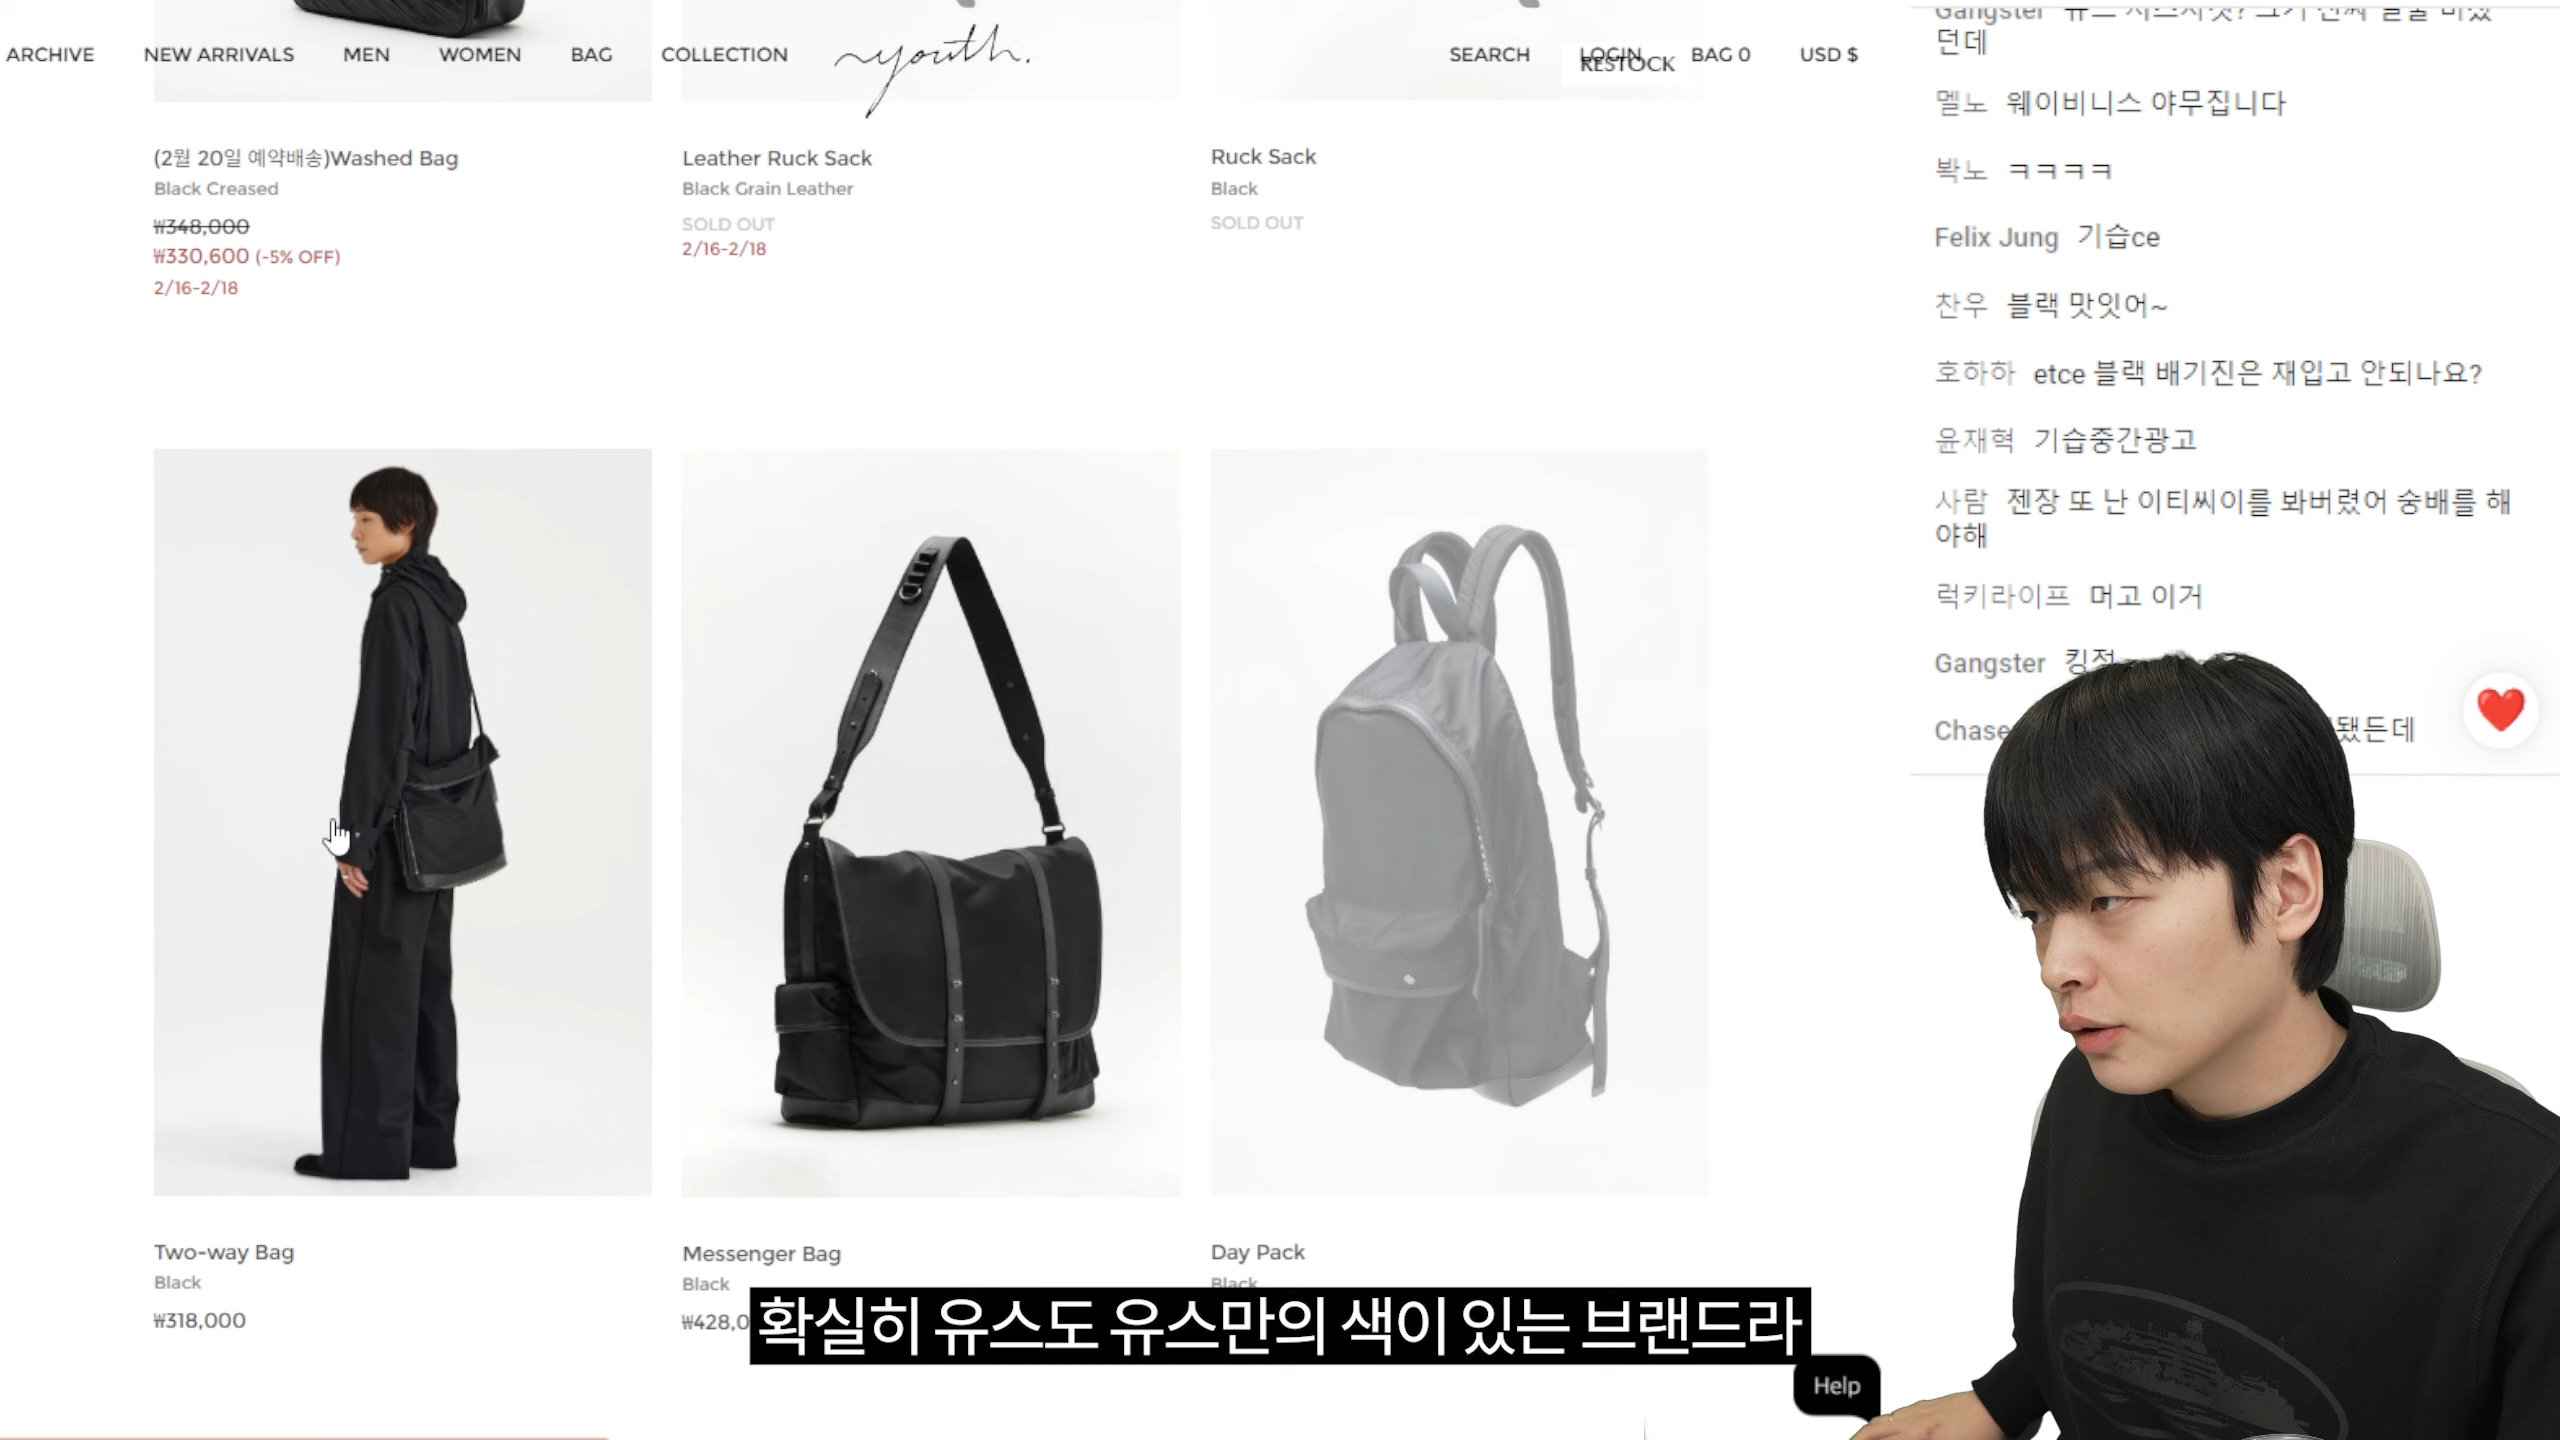 ARCHIVE
NEW ARRIVALS
MEN
WOMEN
BAG
COLLECTION
youth.
SEARCH
LOGIN
RESTOCK
BAG 0
USD $
(2월 20일 예약배송)Washed Bag
Black Creased
₩348,000
₩330,600 (-5% OFF)
2/16-2/18
Leather Ruck Sack
Black Grain Leather
SOLD OUT
2/16-2/18
Ruck Sack
Black
SOLD OUT
Two-way Bag
Black
₩318,000
Messenger Bag
Black
₩428,0
Day Pack
Black
확실히 유스도 유스만의 색이 있는 브랜드라
Help
Gangster
던데
멜노 웨이비니스 야무집니다
봑노 ㅋㅋㅋㅋ
Felix Jung 기습ce
찬우 블랙 맛잇어~
호하하 etce 블랙 배기진은 재입고 안되나요?
윤재혁 기습중간광고
사람 젠장 또 난 이티씨이를 봐버렸어 숭배를 해
야해
럭키라이프 머고 이거
Gangster 킹정
Chase 됐든데